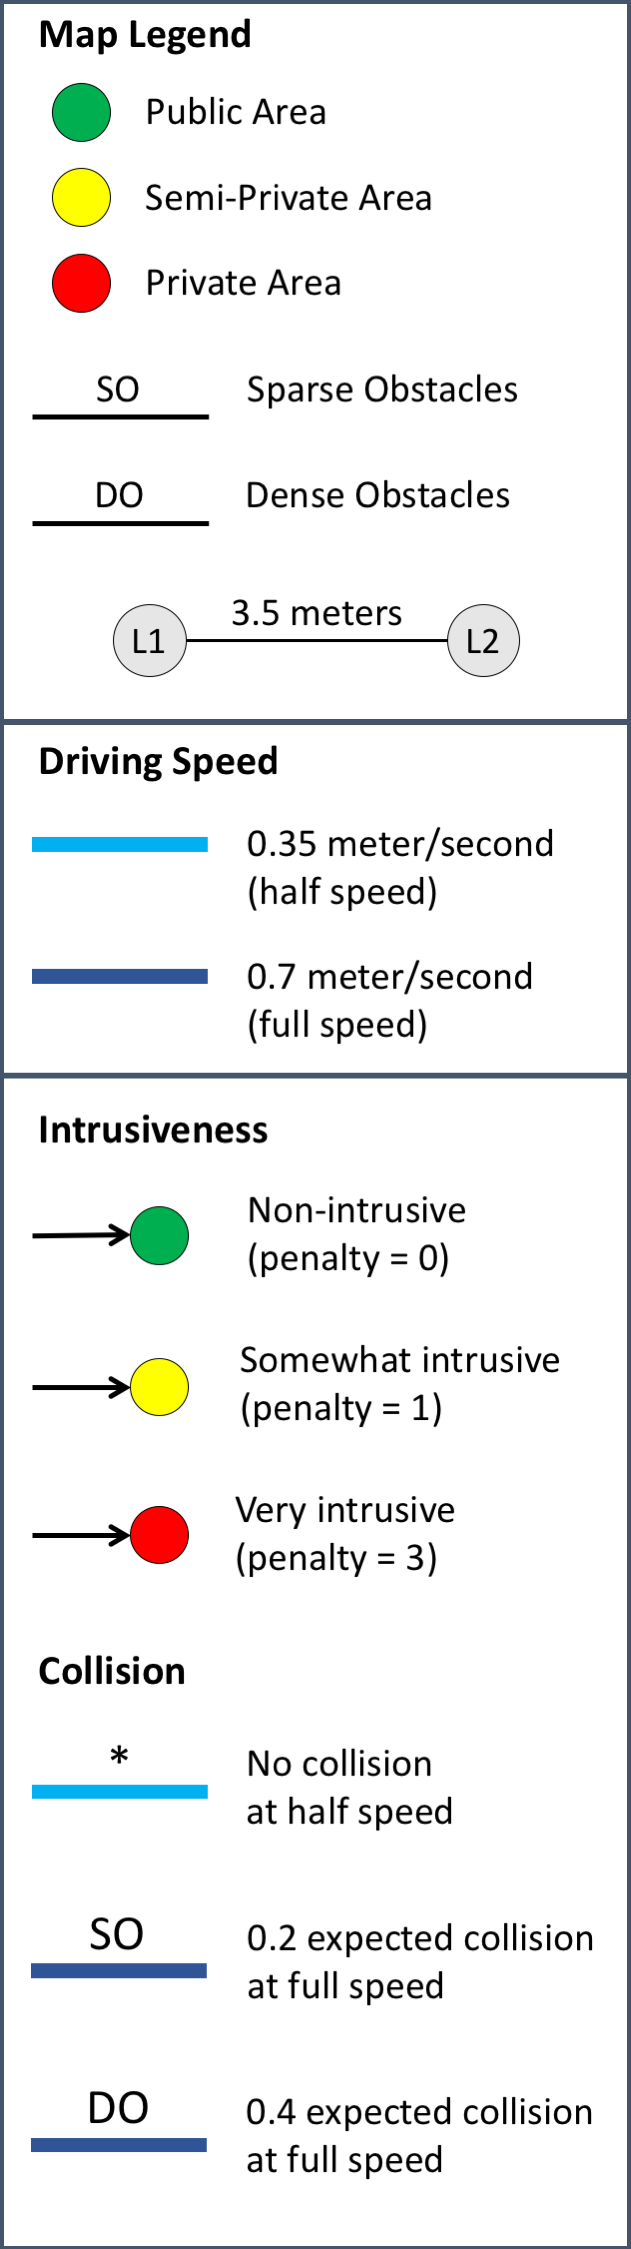 Map Legend
Public Area
Semi-Private Area
Private Area
SO Sparse Obstacles
DO Dense Obstacles
3.5 meters
L1 L2
Driving Speed
0.35 meter/second
(half speed)
0.7 meter/second
(full speed)
Intrusiveness
Non-intrusive
(penalty = 0)
Somewhat intrusive
(penalty = 1)
Very intrusive
(penalty = 3)
Collision
* No collision
at half speed
SO 0.2 expected collision
at full speed
DO 0.4 expected collision
at full speed